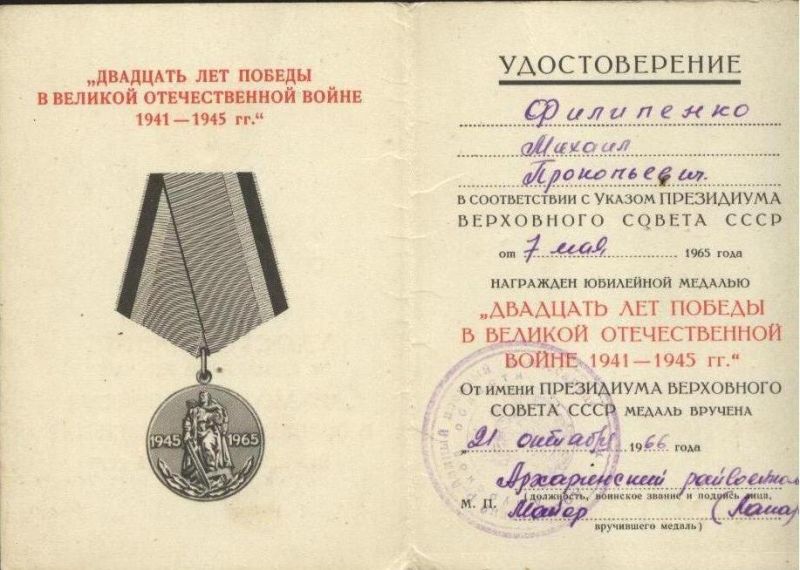 „ДВАДЦАТЬ ЛЕТ ПОБЕДЫ
В ВЕЛИКОЙ ОТЕЧЕСТВЕННОЙ ВОЙНЕ
1941—1945 гг.“
1945 1965
УДОСТОВЕРЕНИЕ
Филипенко
Михаил
Прокопьевич.
В СООТВЕТСТВИИ С УКАЗОМ ПРЕЗИДИУМА
ВЕРХОВНОГО СОВЕТА СССР
от 7 мая 1965 года
НАГРАЖДЕН ЮБИЛЕЙНОЙ МЕДАЛЬЮ
„ДВАДЦАТЬ ЛЕТ ПОБЕДЫ
В ВЕЛИКОЙ ОТЕЧЕСТВЕННОЙ
ВОЙНЕ 1941—1945 гг.“
ОТ ИМЕНИ ПРЕЗИДИУМА ВЕРХОВНОГО
СОВЕТА СССР МЕДАЛЬ ВРУЧЕНА
„21 октября 1966 года
Архаринский
М. П. (должность, воинское звание и подпись лица,
Майор
вручившего медаль)